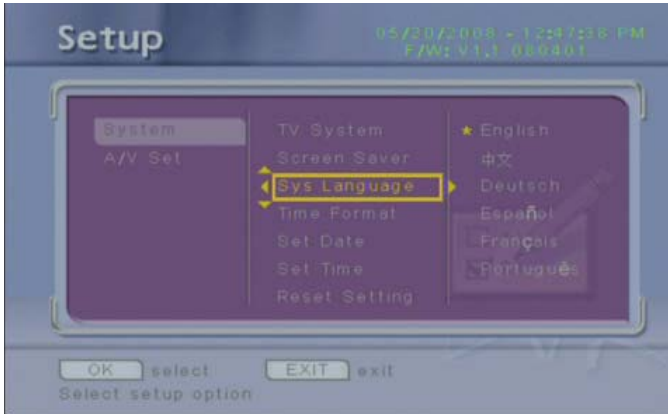 Setup
05/20/2008 - 12:47:38 PM
F/W: V1.1 080401
System
A/V Set
TV System
Screen Saver
Sys Language
Time Format
Set Date
Set Time
Reset Setting
★ English
中文
Deutsch
Español
Français
Português
OK select
EXIT exit
Select setup option